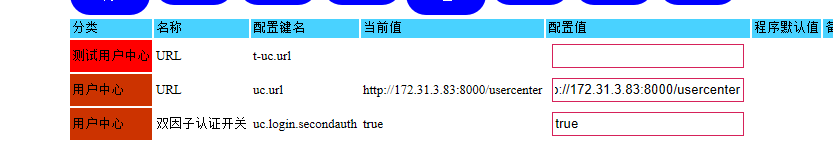 分类 名称 配置键名 当前值 配置值 程序默认值
测试用户中心 URL t-uc.url
用户中心 URL uc.url http://172.31.3.83:8000/usercenter ://172.31.3.83:8000/usercenter
用户中心 双因子认证开关 uc.login.secondauth true true